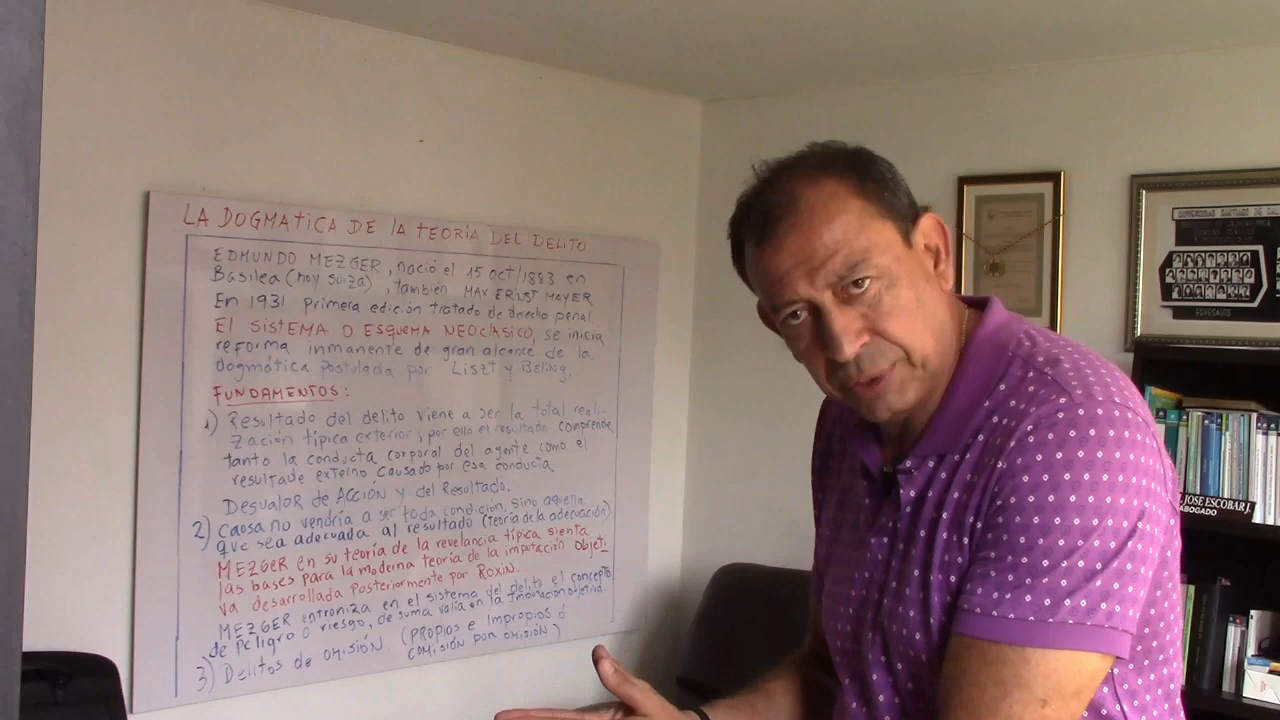 LA DOGMATICA DE LA TEORIA DEL DELITO
EDMUNDO MEZGER, nació el 15 oct/1883 en
Basilea (hoy suiza), también MAX ERNST MAYER
En 1931 primera edición tratado de derecho penal
El SISTEMA O ESQUEMA NEOCLASICO, se inicia
reforma inmanente de gran alcance de la
dogmática postulada por Liszt y Beling.
FUNDAMENTOS:
1) Resultado del delito viene a ser la total reali-
zación típica exterior, por ello el resultado comprende
tanto la conducta corporal del agente como el
resultado externo causado por esa conducta.
Desvalor de ACCIÓN y del Resultado.
2) Causa no vendría a ser toda condición, sino aquella
que sea adecuada al resultado (Teoría de la adecuación)
MEZGER en su teoría de la revelancia típica sienta
las bases para la moderna teoría de la imputación objeti
va desarrollada posteriormente por ROXIN.
MEZGER entroniza en el sistema del delito el concepto
de peligro o riesgo, de suma valía en la Imputación objetiva.
3) Delitos de OMISIÓN (PROPIOS e IMPROPIOS ó
COMISIÓN POR OMISIÓN)
UNIVERSIDAD SANTIAGO DE CALI
EGRESADOS
JOSE ESCOBAR J.
ABOGADO